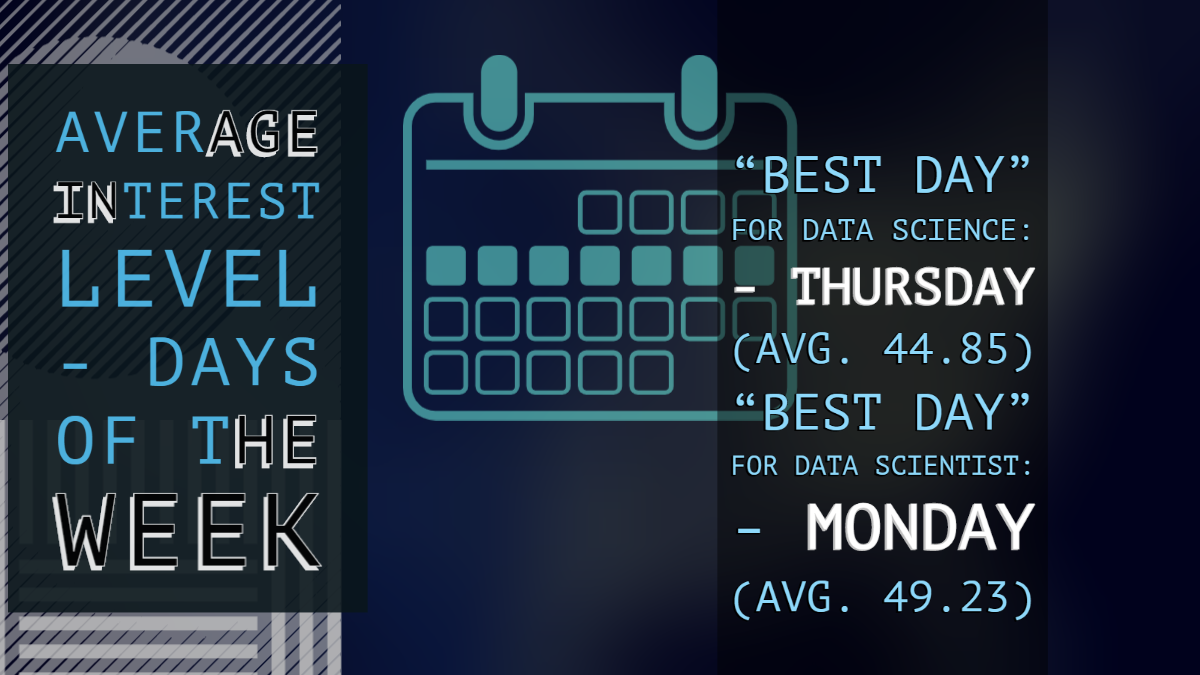 AVERAGE
INTEREST
LEVEL
- DAYS
OF THE
WEEK
“BEST DAY”
FOR DATA SCIENCE:
- THURSDAY
(AVG. 44.85)
“BEST DAY”
FOR DATA SCIENTIST:
- MONDAY
(AVG. 49.23)